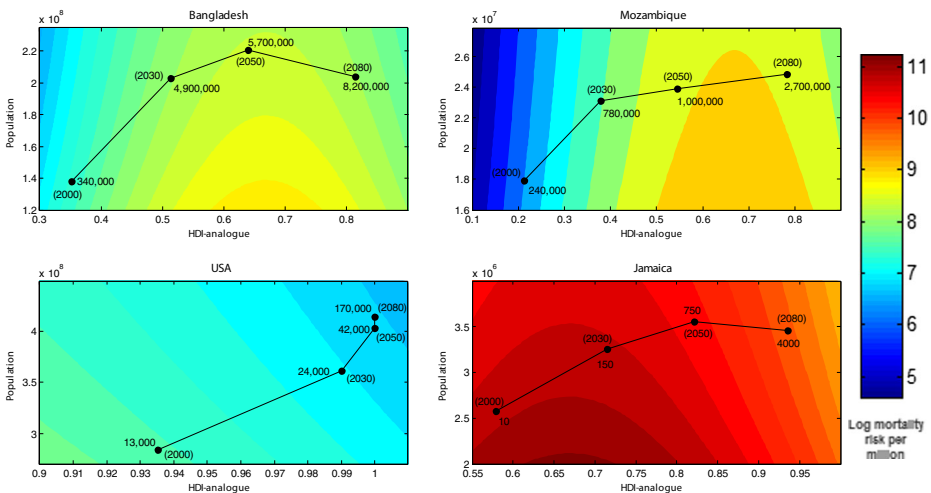 Bangladesh
x 10⁸
2.2
2
1.8
1.6
1.4
1.2
Population
0.3 0.4 0.5 0.6 0.7 0.8
HDI-analogue
340,000
(2000)
(2030)
4,900,000
5,700,000
(2050)
(2080)
8,200,000
Mozambique
x 10⁷
2.6
2.4
2.2
2
1.8
1.6
Population
0.1 0.2 0.3 0.4 0.5 0.6 0.7 0.8
HDI-analogue
(2000)
240,000
(2030)
780,000
(2050)
1,000,000
(2080)
2,700,000
USA
x 10⁸
4
3.5
3
Population
0.9 0.91 0.92 0.93 0.94 0.95 0.96 0.97 0.98 0.99 1
HDI-analogue
13,000
(2000)
24,000
(2030)
42,000
(2050)
170,000
(2080)
Jamaica
x 10⁶
3.5
3
2.5
2
Population
0.55 0.6 0.65 0.7 0.75 0.8 0.85 0.9 0.95
HDI-analogue
(2000)
10
(2030)
150
750
(2050)
(2080)
4000
11
10
9
8
7
6
5
Log mortality
risk per
million